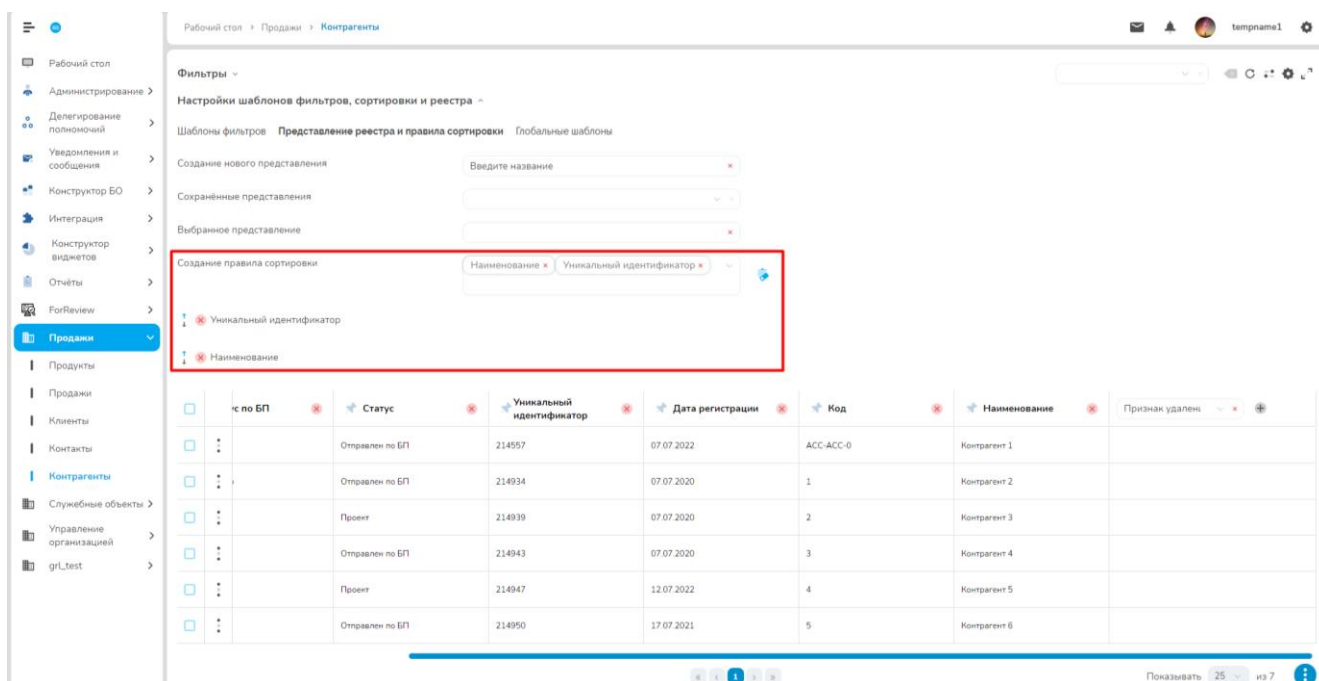 Рабочий стол > Продажи > Контрагенты
tempname1
Рабочий стол
Администрирование
Делегирование
полномочий
Уведомления и
сообщения
Конструктор БО
Интеграция
Конструктор
виджетов
Отчёты
ForReview
Продажи
Продукты
Продажи
Клиенты
Контакты
Контрагенты
Служебные объекты
Управление
организацией
grl_test
Фильтры
Настройки шаблонов фильтров, сортировки и реестра
Шаблоны фильтров Представление реестра и правила сортировки Глобальные шаблоны
Создание нового представления Введите название
Сохранённые представления
Выбранное представление
Создание правила сортировки Наименование × Уникальный идентификатор ×
Уникальный идентификатор
Наименование
с по БП Статус Уникальный идентификатор Дата регистрации Код Наименование Признак удален
Отправлен по БП 214557 07.07.2022 ACC-ACC-0 Контрагент 1
Отправлен по БП 214934 07.07.2020 1 Контрагент 2
Проект 214939 07.07.2020 2 Контрагент 3
Отправлен по БП 214943 07.07.2020 3 Контрагент 4
Проект 214947 12.07.2022 4 Контрагент 5
Отправлен по БП 214950 17.07.2021 5 Контрагент 6
« ‹ 1 › »
Показывать 25 из 7